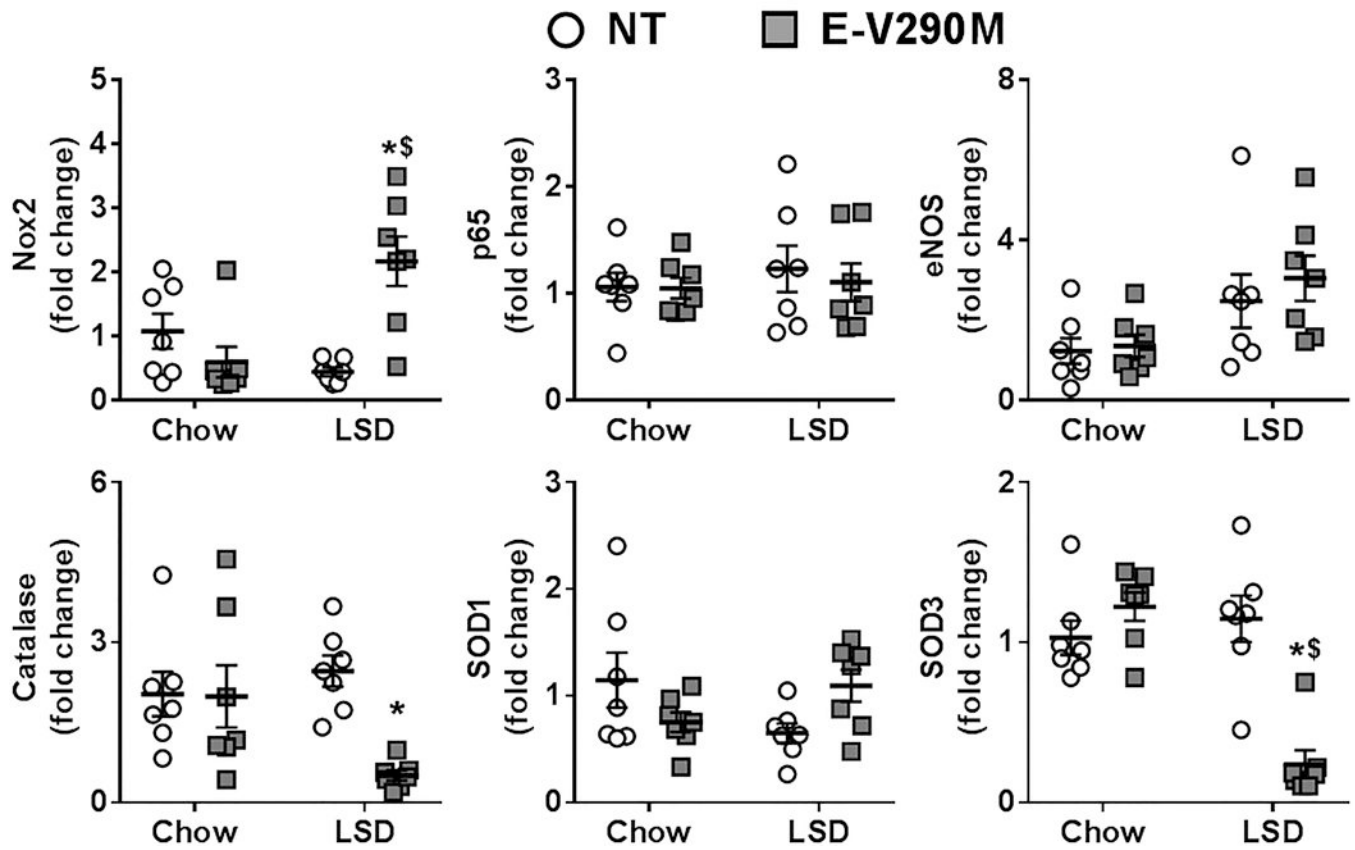 NT E-V290M
Nox2
(fold change)
5
4
3
2
1
0
*$
Chow LSD
p65
(fold change)
3
2
1
0
Chow LSD
eNOS
(fold change)
8
4
0
Chow LSD
Catalase
(fold change)
6
3
0
*
Chow LSD
SOD1
(fold change)
3
2
1
0
Chow LSD
SOD3
(fold change)
2
1
0
*$
Chow LSD